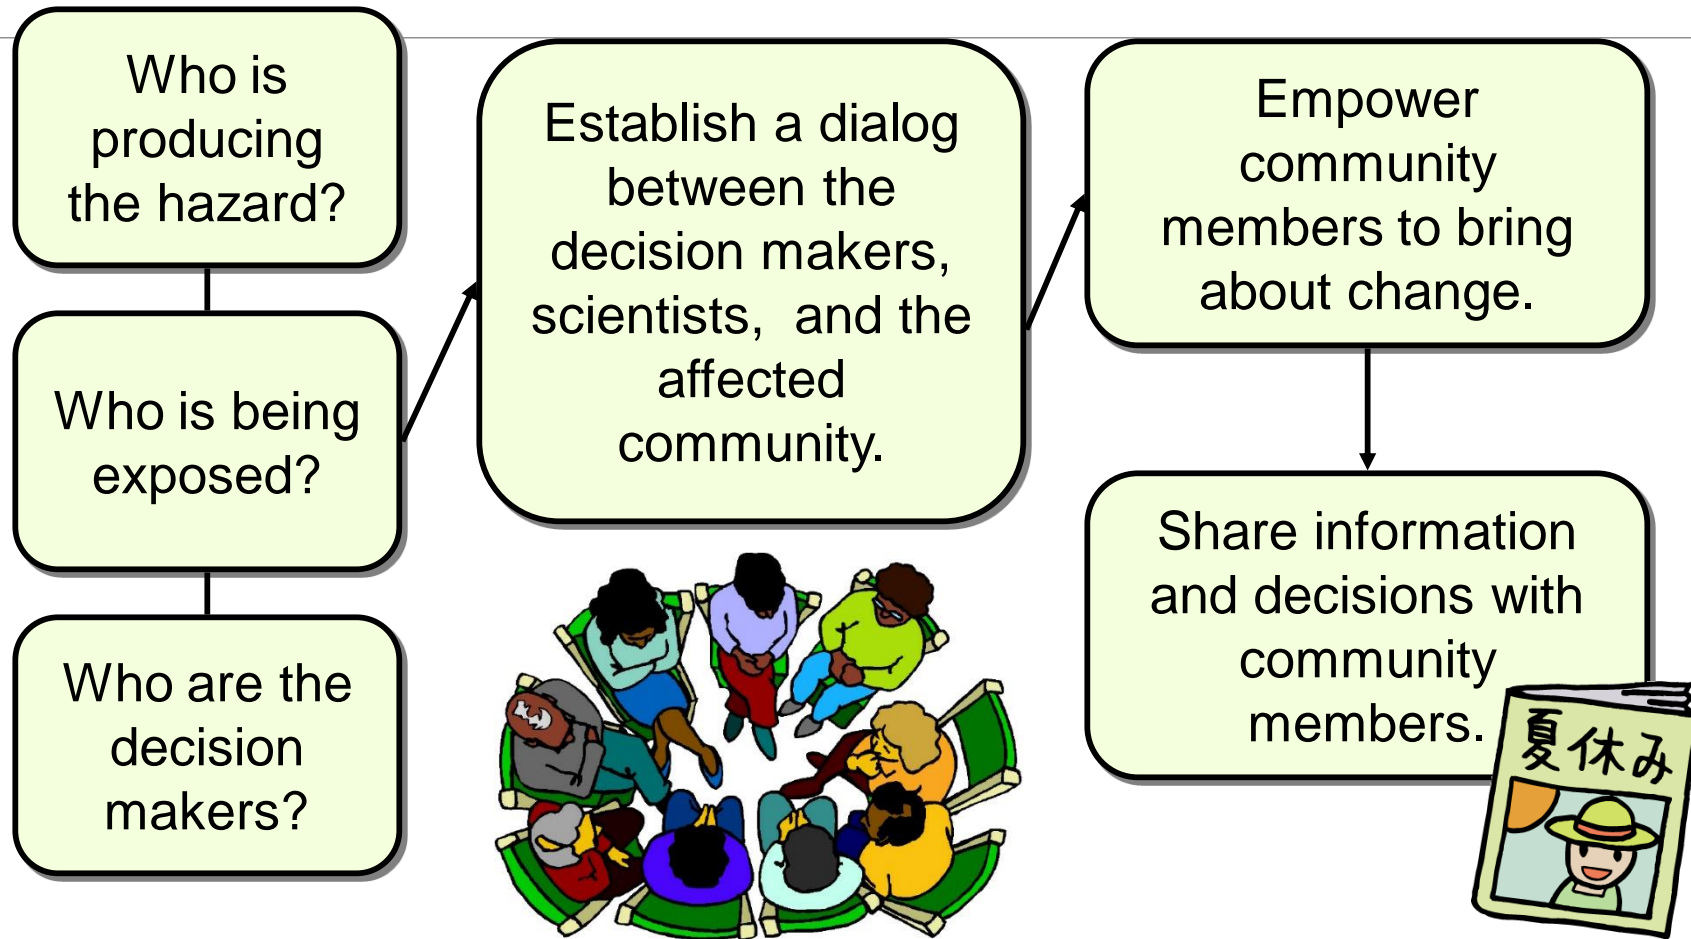 Who is
producing
the hazard?
Who is being
exposed?
Who are the
decision
makers?
Establish a dialog
between the
decision makers,
scientists,  and the
affected
community.
Empower
community
members to bring
about change.
Share information
and decisions with
community
members.
夏休み